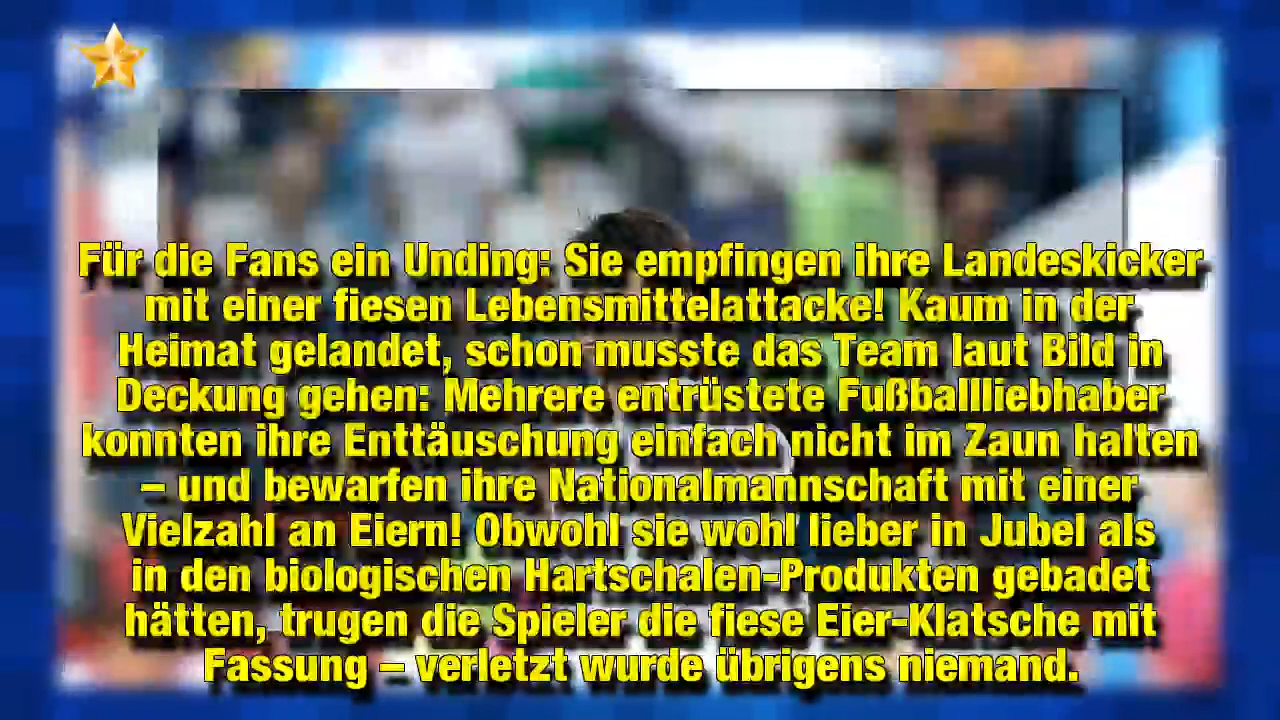 Für die Fans ein Unding: Sie empfingen ihre Landeskicker
mit einer fiesen Lebensmittelattacke! Kaum in der
Heimat gelandet, schon musste das Team laut Bild in
Deckung gehen: Mehrere entrüstete Fußballliebhaber
konnten ihre Enttäuschung einfach nicht im Zaun halten
– und bewarfen ihre Nationalmannschaft mit einer
Vielzahl an Eiern! Obwohl sie wohl lieber in Jubel als
in den biologischen Hartschalen-Produkten gebadet
hätten, trugen die Spieler die fiese Eier-Klatsche mit
Fassung – verletzt wurde übrigens niemand.